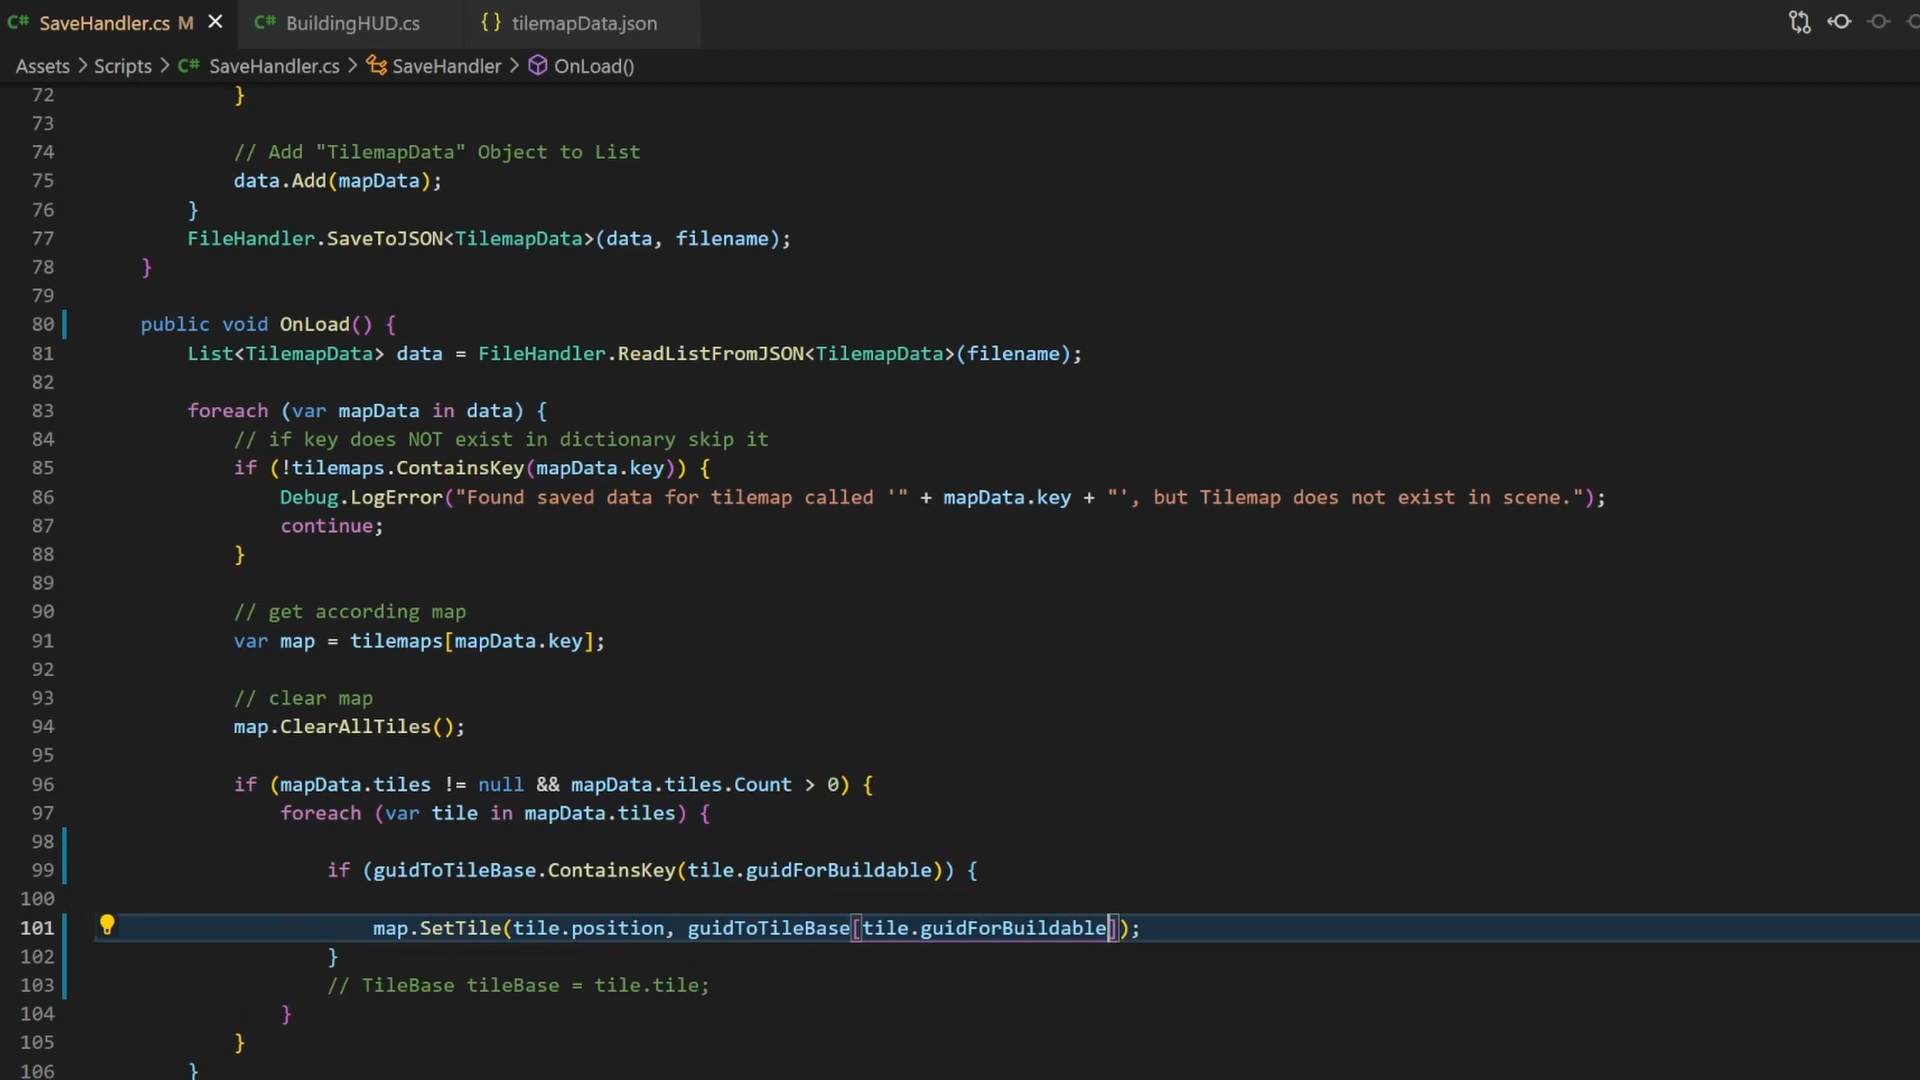 SaveHandler.cs M
BuildingHUD.cs
{} tilemapData.json
Assets > Scripts > C# SaveHandler.cs > SaveHandler > OnLoad()
72 }
73
74 // Add "TilemapData" Object to List
75 data.Add(mapData);
76 }
77 FileHandler.SaveToJSON<TilemapData>(data, filename);
78 }
79
80 public void OnLoad() {
81 List<TilemapData> data = FileHandler.ReadListFromJSON<TilemapData>(filename);
82
83 foreach (var mapData in data) {
84 // if key does NOT exist in dictionary skip it
85 if (!tilemaps.ContainsKey(mapData.key)) {
86 Debug.LogError("Found saved data for tilemap called '" + mapData.key + "', but Tilemap does not exist in scene.");
87 continue;
88 }
89
90 // get according map
91 var map = tilemaps[mapData.key];
92
93 // clear map
94 map.ClearAllTiles();
95
96 if (mapData.tiles != null && mapData.tiles.Count > 0) {
97 foreach (var tile in mapData.tiles) {
98
99 if (guidToTileBase.ContainsKey(tile.guidForBuildable)) {
100
101 map.SetTile(tile.position, guidToTileBase[tile.guidForBuildable]);
102 }
103 // TileBase tileBase = tile.tile;
104 }
105 }
106 }